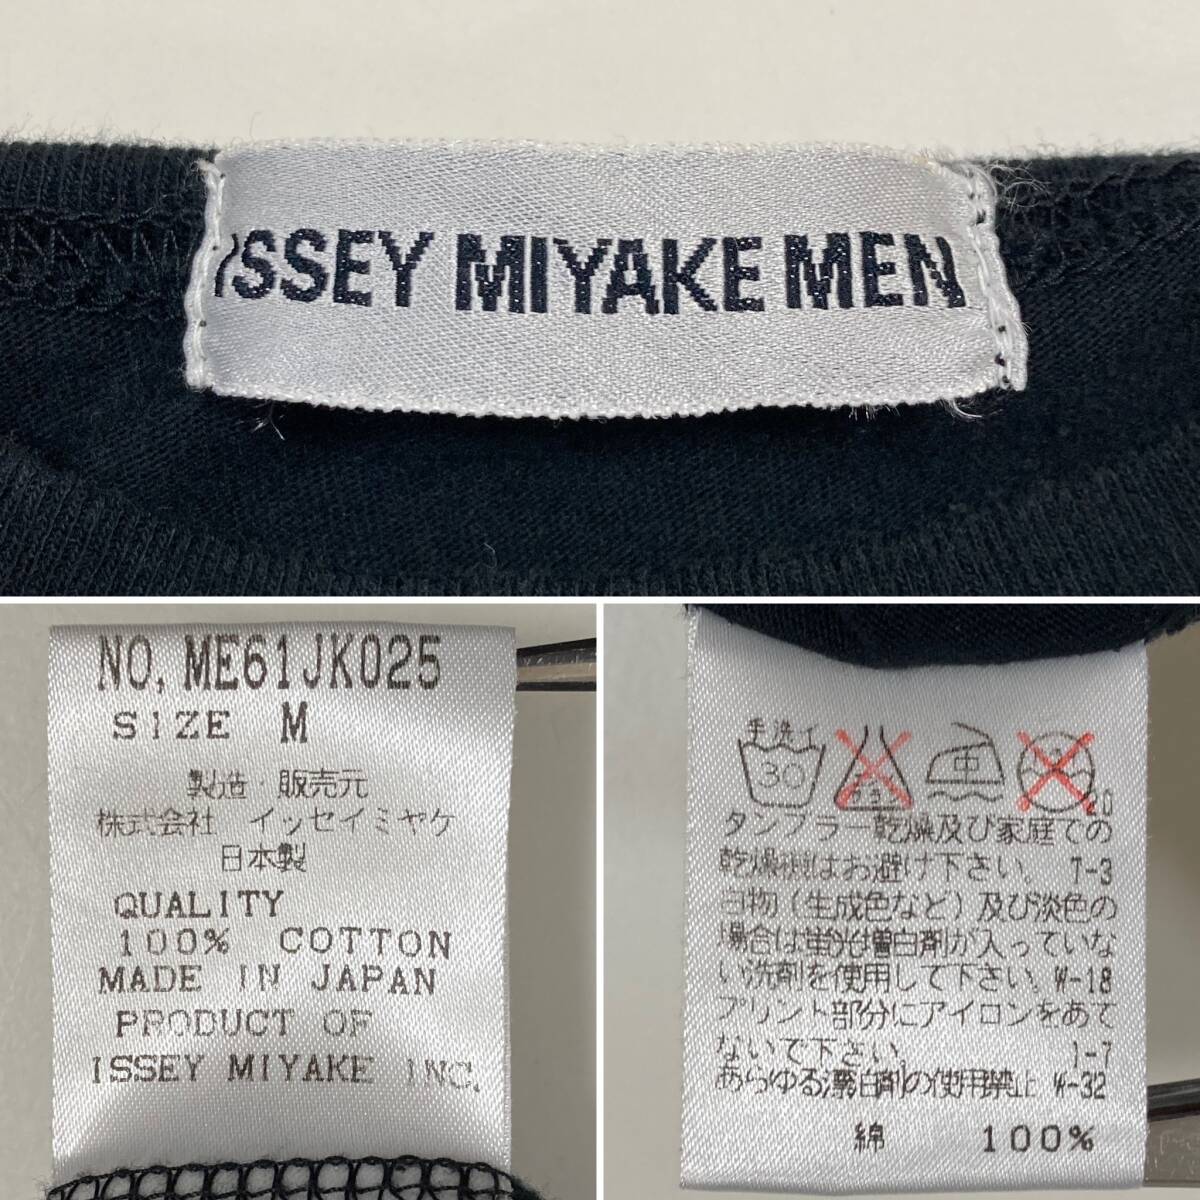 ISSEY MIYAKE MEN
NO, ME61JK025
SIZE M
製造・販売元
株式会社 イッセイミヤケ
日本製
QUALITY
100% COTTON
MADE IN JAPAN
PRODUCT OF
ISSEY MIYAKE INC.
手洗イ
30
中
タンブラー乾燥及び家庭での
乾燥機はお避け下さい。 T-3
白物(生成色など)及び淡色の
場合は蛍光増白剤が入っていな
い洗剤を使用して下さい。W-18
プリント部分にアイロンをあて
ないで下さい。 I-7
あらゆる漂白剤の使用禁止 W-32
綿 100%